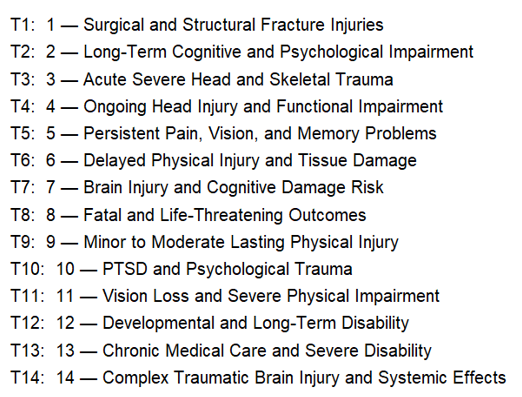 T1: 1 — Surgical and Structural Fracture Injuries
T2: 2 — Long-Term Cognitive and Psychological Impairment
T3: 3 — Acute Severe Head and Skeletal Trauma
T4: 4 — Ongoing Head Injury and Functional Impairment
T5: 5 — Persistent Pain, Vision, and Memory Problems
T6: 6 — Delayed Physical Injury and Tissue Damage
T7: 7 — Brain Injury and Cognitive Damage Risk
T8: 8 — Fatal and Life-Threatening Outcomes
T9: 9 — Minor to Moderate Lasting Physical Injury
T10: 10 — PTSD and Psychological Trauma
T11: 11 — Vision Loss and Severe Physical Impairment
T12: 12 — Developmental and Long-Term Disability
T13: 13 — Chronic Medical Care and Severe Disability
T14: 14 — Complex Traumatic Brain Injury and Systemic Effects